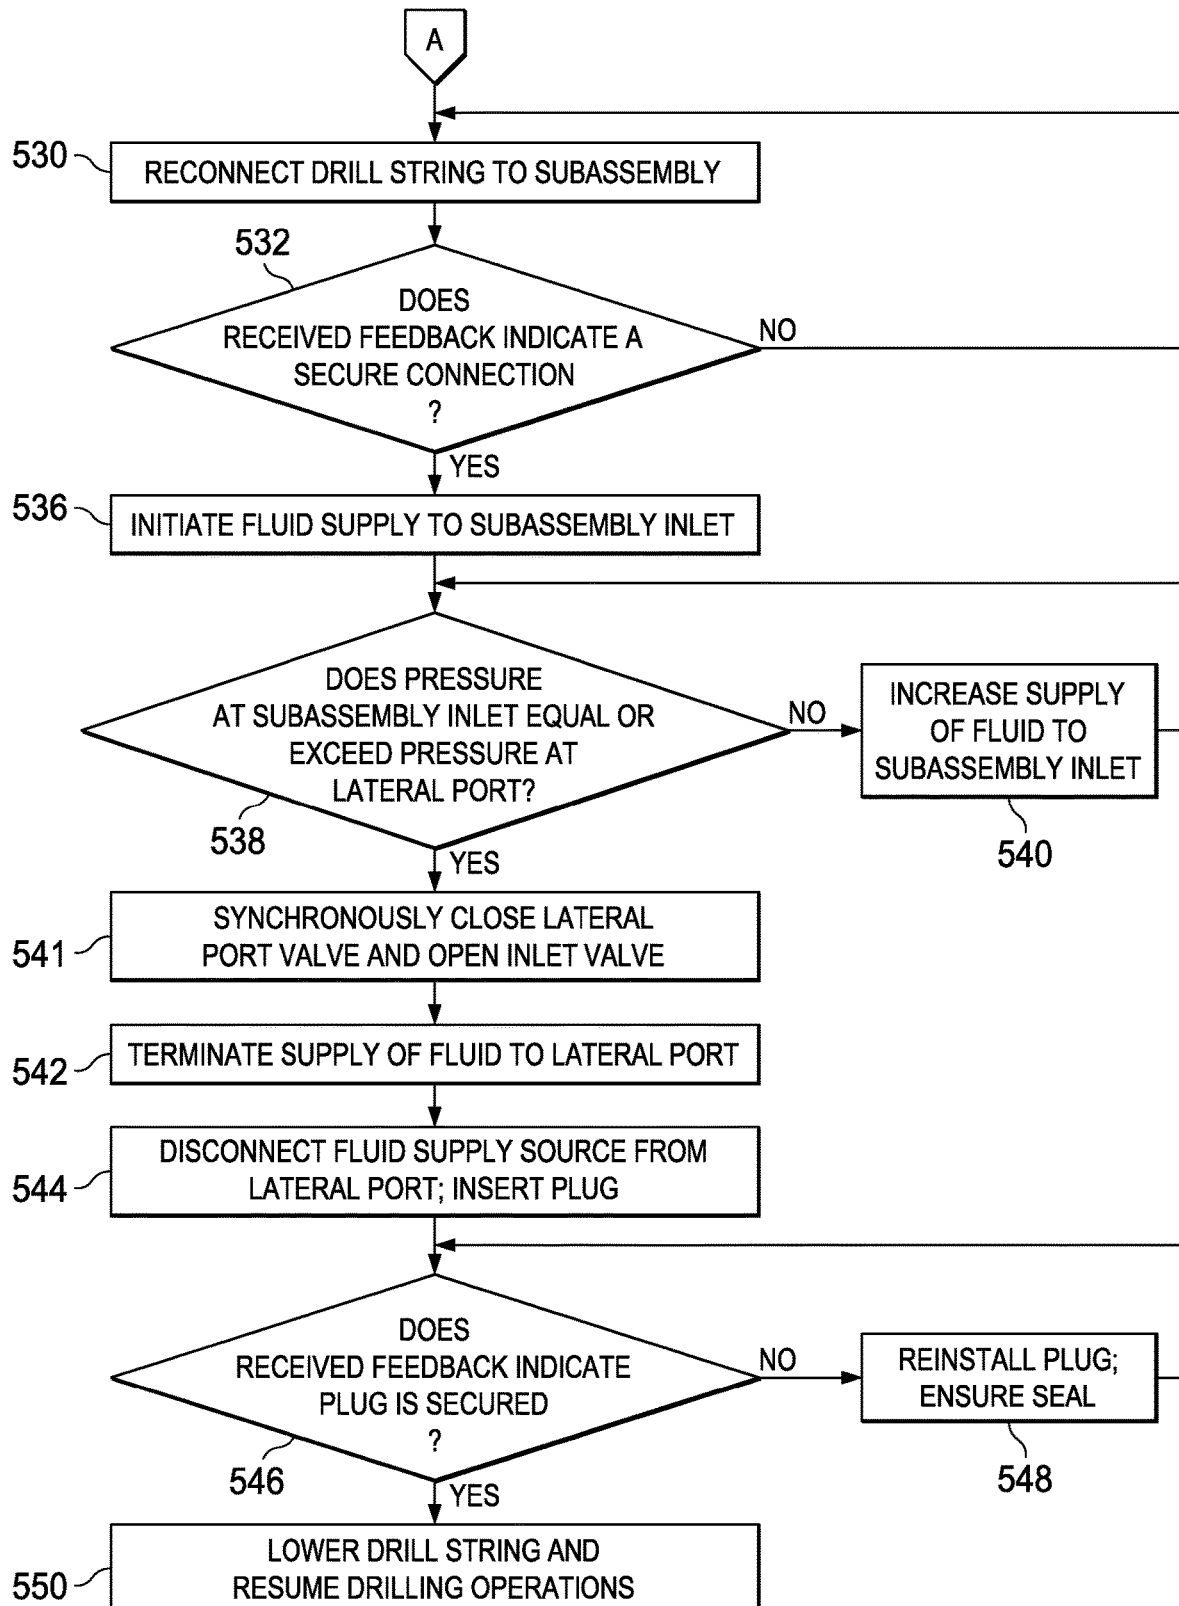 A
530
RECONNECT DRILL STRING TO SUBASSEMBLY
532
DOES
RECEIVED FEEDBACK INDICATE A
SECURE CONNECTION
?
NO
YES
536
INITIATE FLUID SUPPLY TO SUBASSEMBLY INLET
DOES PRESSURE
AT SUBASSEMBLY INLET EQUAL OR
EXCEED PRESSURE AT
LATERAL PORT?
538
NO
INCREASE SUPPLY
OF FLUID TO
SUBASSEMBLY INLET
540
YES
541
SYNCHRONOUSLY CLOSE LATERAL
PORT VALVE AND OPEN INLET VALVE
542
TERMINATE SUPPLY OF FLUID TO LATERAL PORT
544
DISCONNECT FLUID SUPPLY SOURCE FROM
LATERAL PORT; INSERT PLUG
DOES
RECEIVED FEEDBACK INDICATE
PLUG IS SECURED
?
546
NO
REINSTALL PLUG;
ENSURE SEAL
548
YES
550
LOWER DRILL STRING AND
RESUME DRILLING OPERATIONS